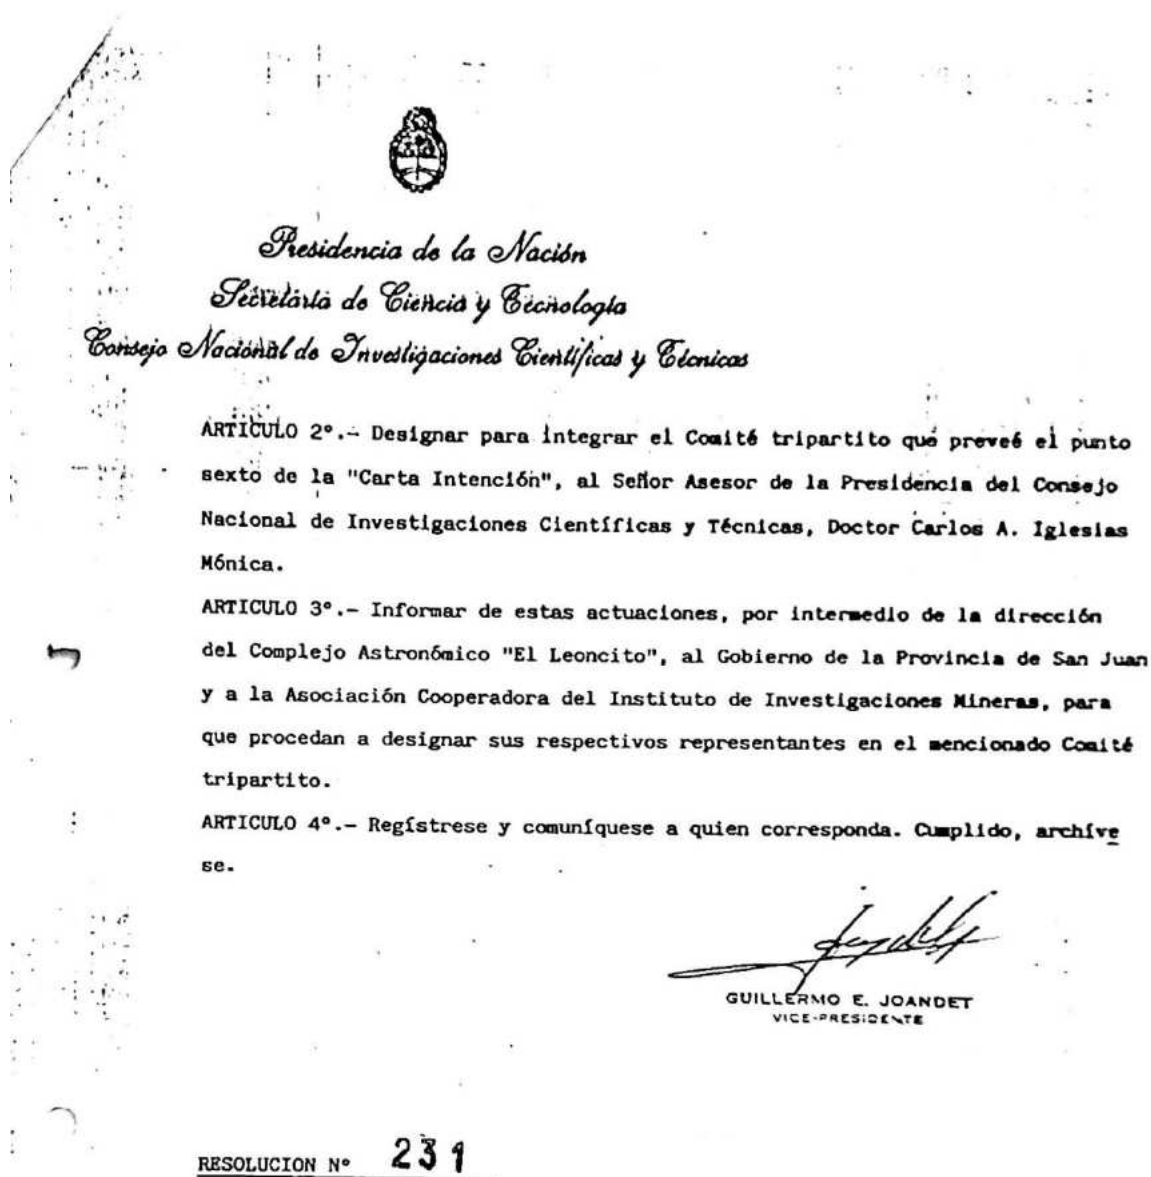 Presidencia de la Nación
Secretaría de Ciencia y Tecnología
Consejo Nacional de Investigaciones Científicas y Técnicas
ARTICULO 2°.- Designar para integrar el Comité tripartito que preveé el punto
sexto de la "Carta Intención", al Señor Asesor de la Presidencia del Consejo
Nacional de Investigaciones Científicas y Técnicas, Doctor Carlos A. Iglesias
Mónica.
ARTICULO 3°.- Informar de estas actuaciones, por intermedio de la dirección
del Complejo Astronómico "El Leoncito", al Gobierno de la Provincia de San Juan
y a la Asociación Cooperadora del Instituto de Investigaciones Mineras, para
que procedan a designar sus respectivos representantes en el mencionado Comité
tripartito.
ARTICULO 4°.- Regístrese y comuníquese a quien corresponda. Cumplido, archíve
se.
GUILLERMO E. JOANDET
VICE-PRESIDENTE
RESOLUCION N° 231